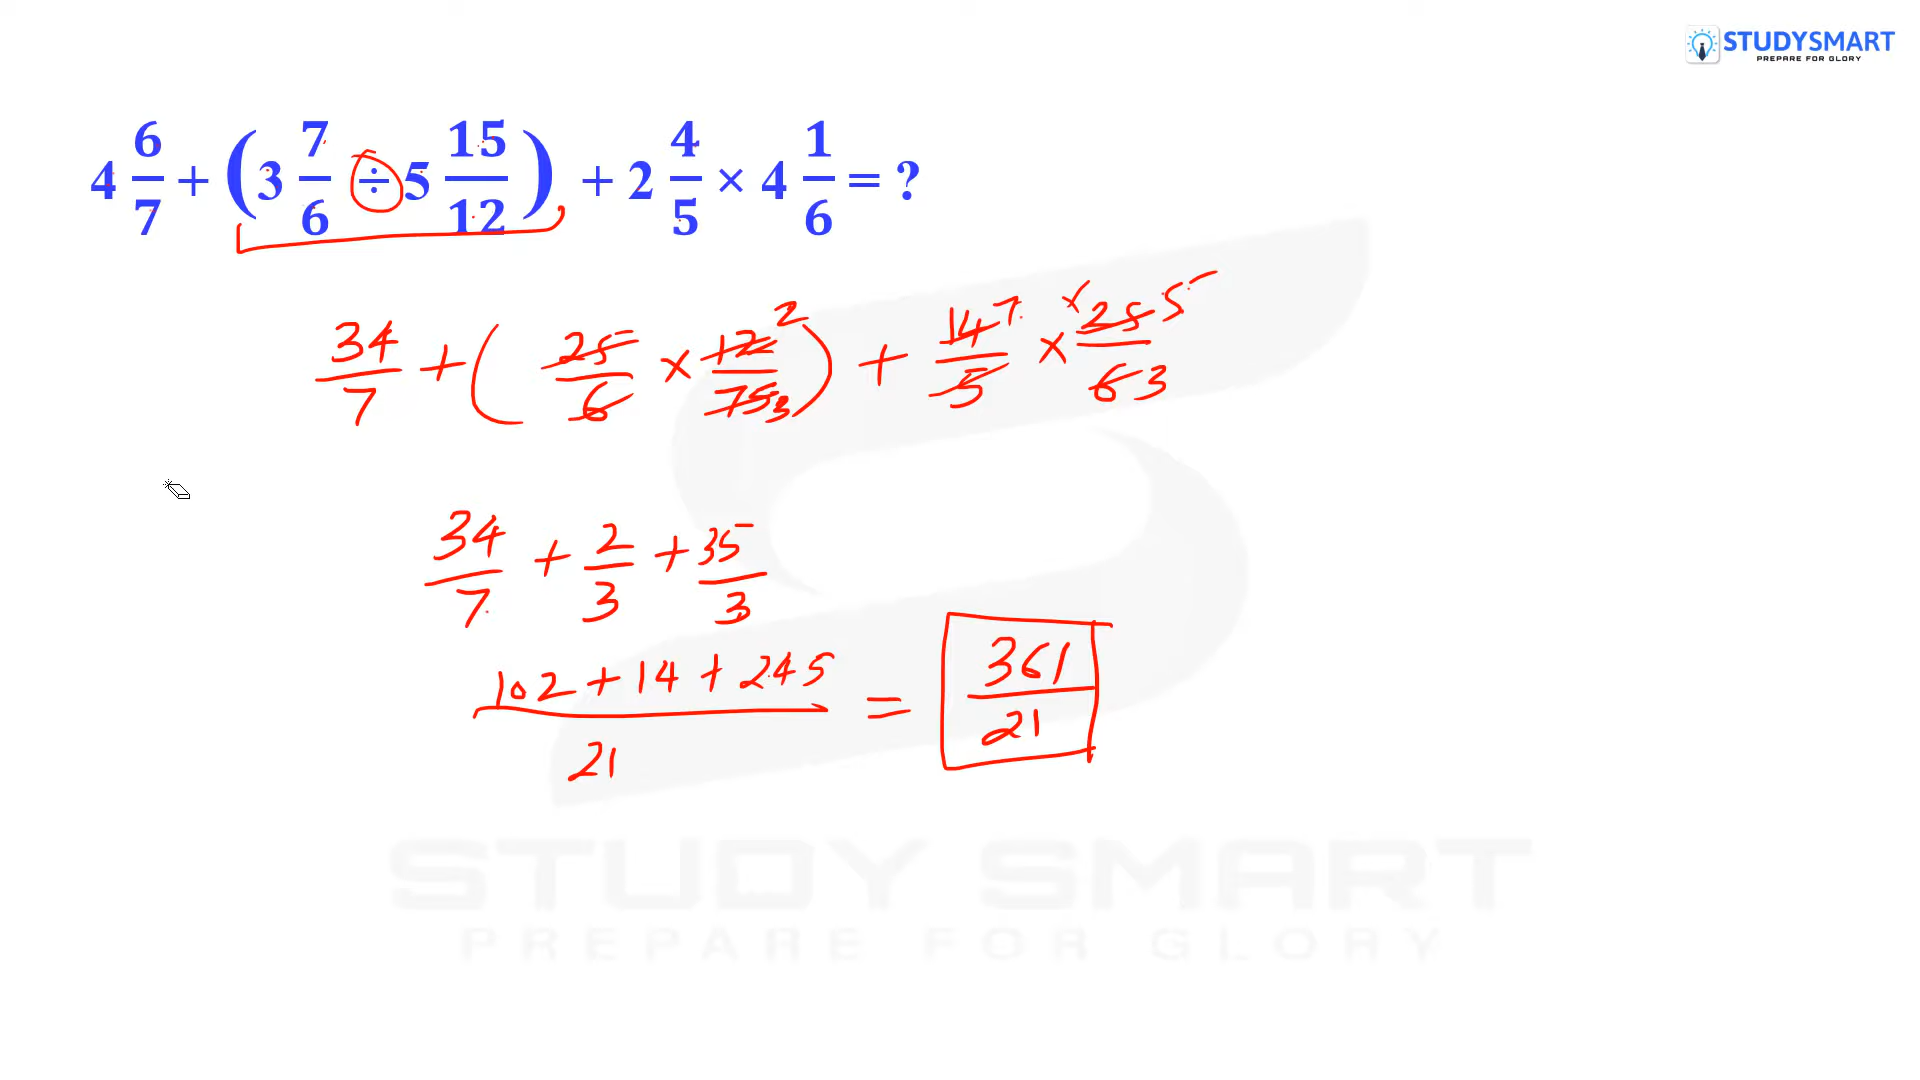 STUDYSMART
PREPARE FOR GLORY
4 6/7 + (3 7/6 ÷ 5 15/12) + 2 4/5 × 4 1/6 = ?
34/7 + (25/6 × 12/75 2 3) + 14/5 7 × 25/6 5 3
34/7 + 2/3 + 35/3
102 + 14 + 245 / 21 = 361/21
STUDY SMART
PREPARE FOR GLORY